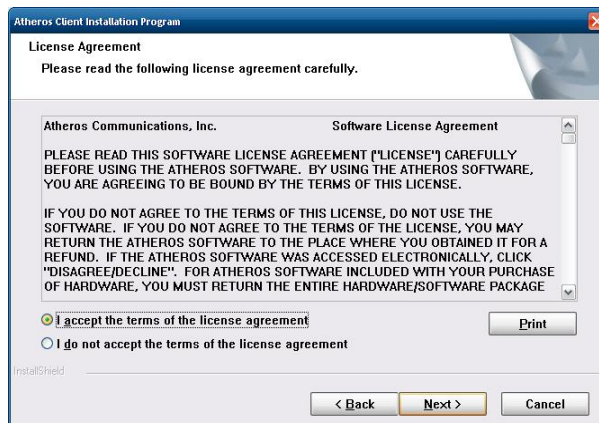 Atheros Client Installation Program
License Agreement
Please read the following license agreement carefully.
Atheros Communications, Inc. Software License Agreement
PLEASE READ THIS SOFTWARE LICENSE AGREEMENT ("LICENSE") CAREFULLY
BEFORE USING THE ATHEROS SOFTWARE. BY USING THE ATHEROS SOFTWARE,
YOU ARE AGREEING TO BE BOUND BY THE TERMS OF THIS LICENSE.
IF YOU DO NOT AGREE TO THE TERMS OF THIS LICENSE, DO NOT USE THE
SOFTWARE. IF YOU DO NOT AGREE TO THE TERMS OF THE LICENSE, YOU MAY
RETURN THE ATHEROS SOFTWARE TO THE PLACE WHERE YOU OBTAINED IT FOR A
REFUND. IF THE ATHEROS SOFTWARE WAS ACCESSED ELECTRONICALLY, CLICK
"DISAGREE/DECLINE". FOR ATHEROS SOFTWARE INCLUDED WITH YOUR PURCHASE
OF HARDWARE, YOU MUST RETURN THE ENTIRE HARDWARE/SOFTWARE PACKAGE
I accept the terms of the license agreement
Print
I do not accept the terms of the license agreement
InstallShield
< Back Next > Cancel